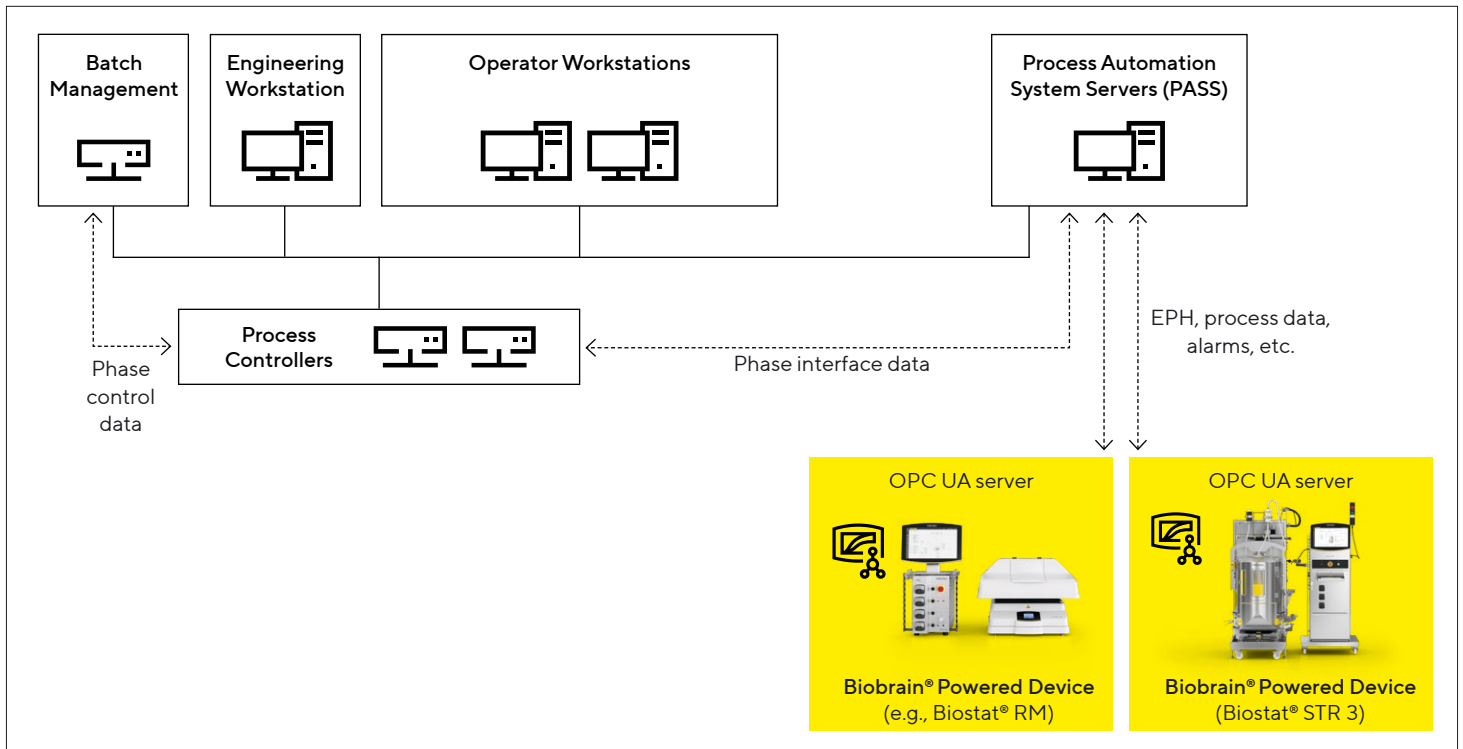 Batch
Management
Engineering
Workstation
Operator Workstations
Process Automation
System Servers (PASS)
Process
Controllers
Phase
control
data
Phase interface data
EPH, process data,
alarms, etc.
OPC UA server
Biobrain® Powered Device
(e.g., Biostat® RM)
OPC UA server
Biobrain® Powered Device
(Biostat® STR 3)